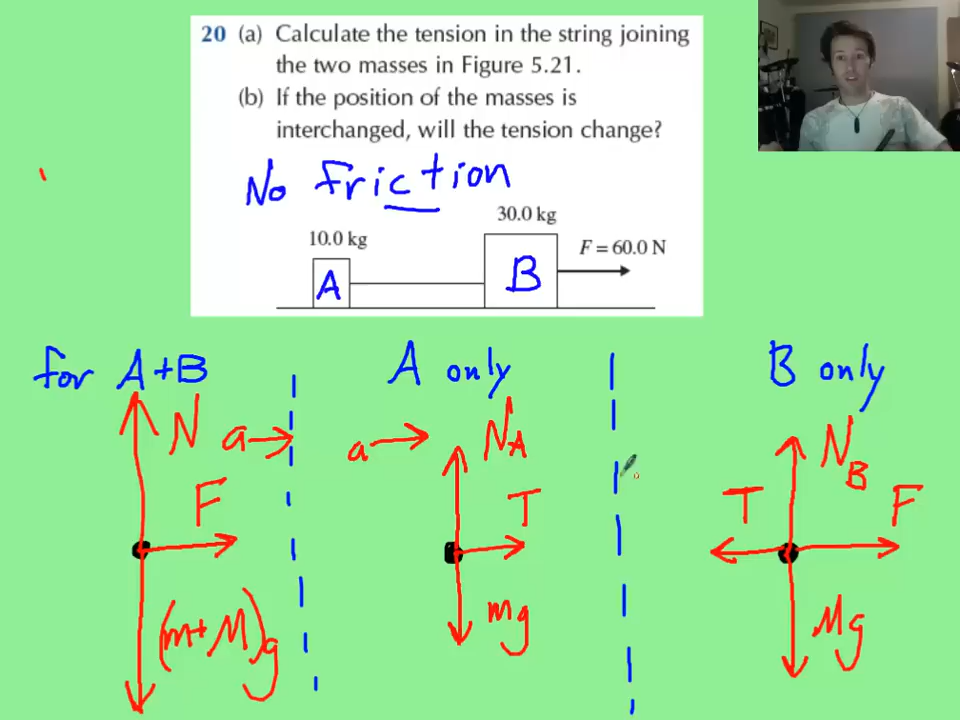 20 (a) Calculate the tension in the string joining
the two masses in Figure 5.21.
(b) If the position of the masses is
interchanged, will the tension change?
No friction
30.0 kg
10.0 kg
F = 60.0 N
A
B
for A+B
A only
B only
N
a
a
NA
NB
F
T
T
F
(m+M)g
mg
Mg